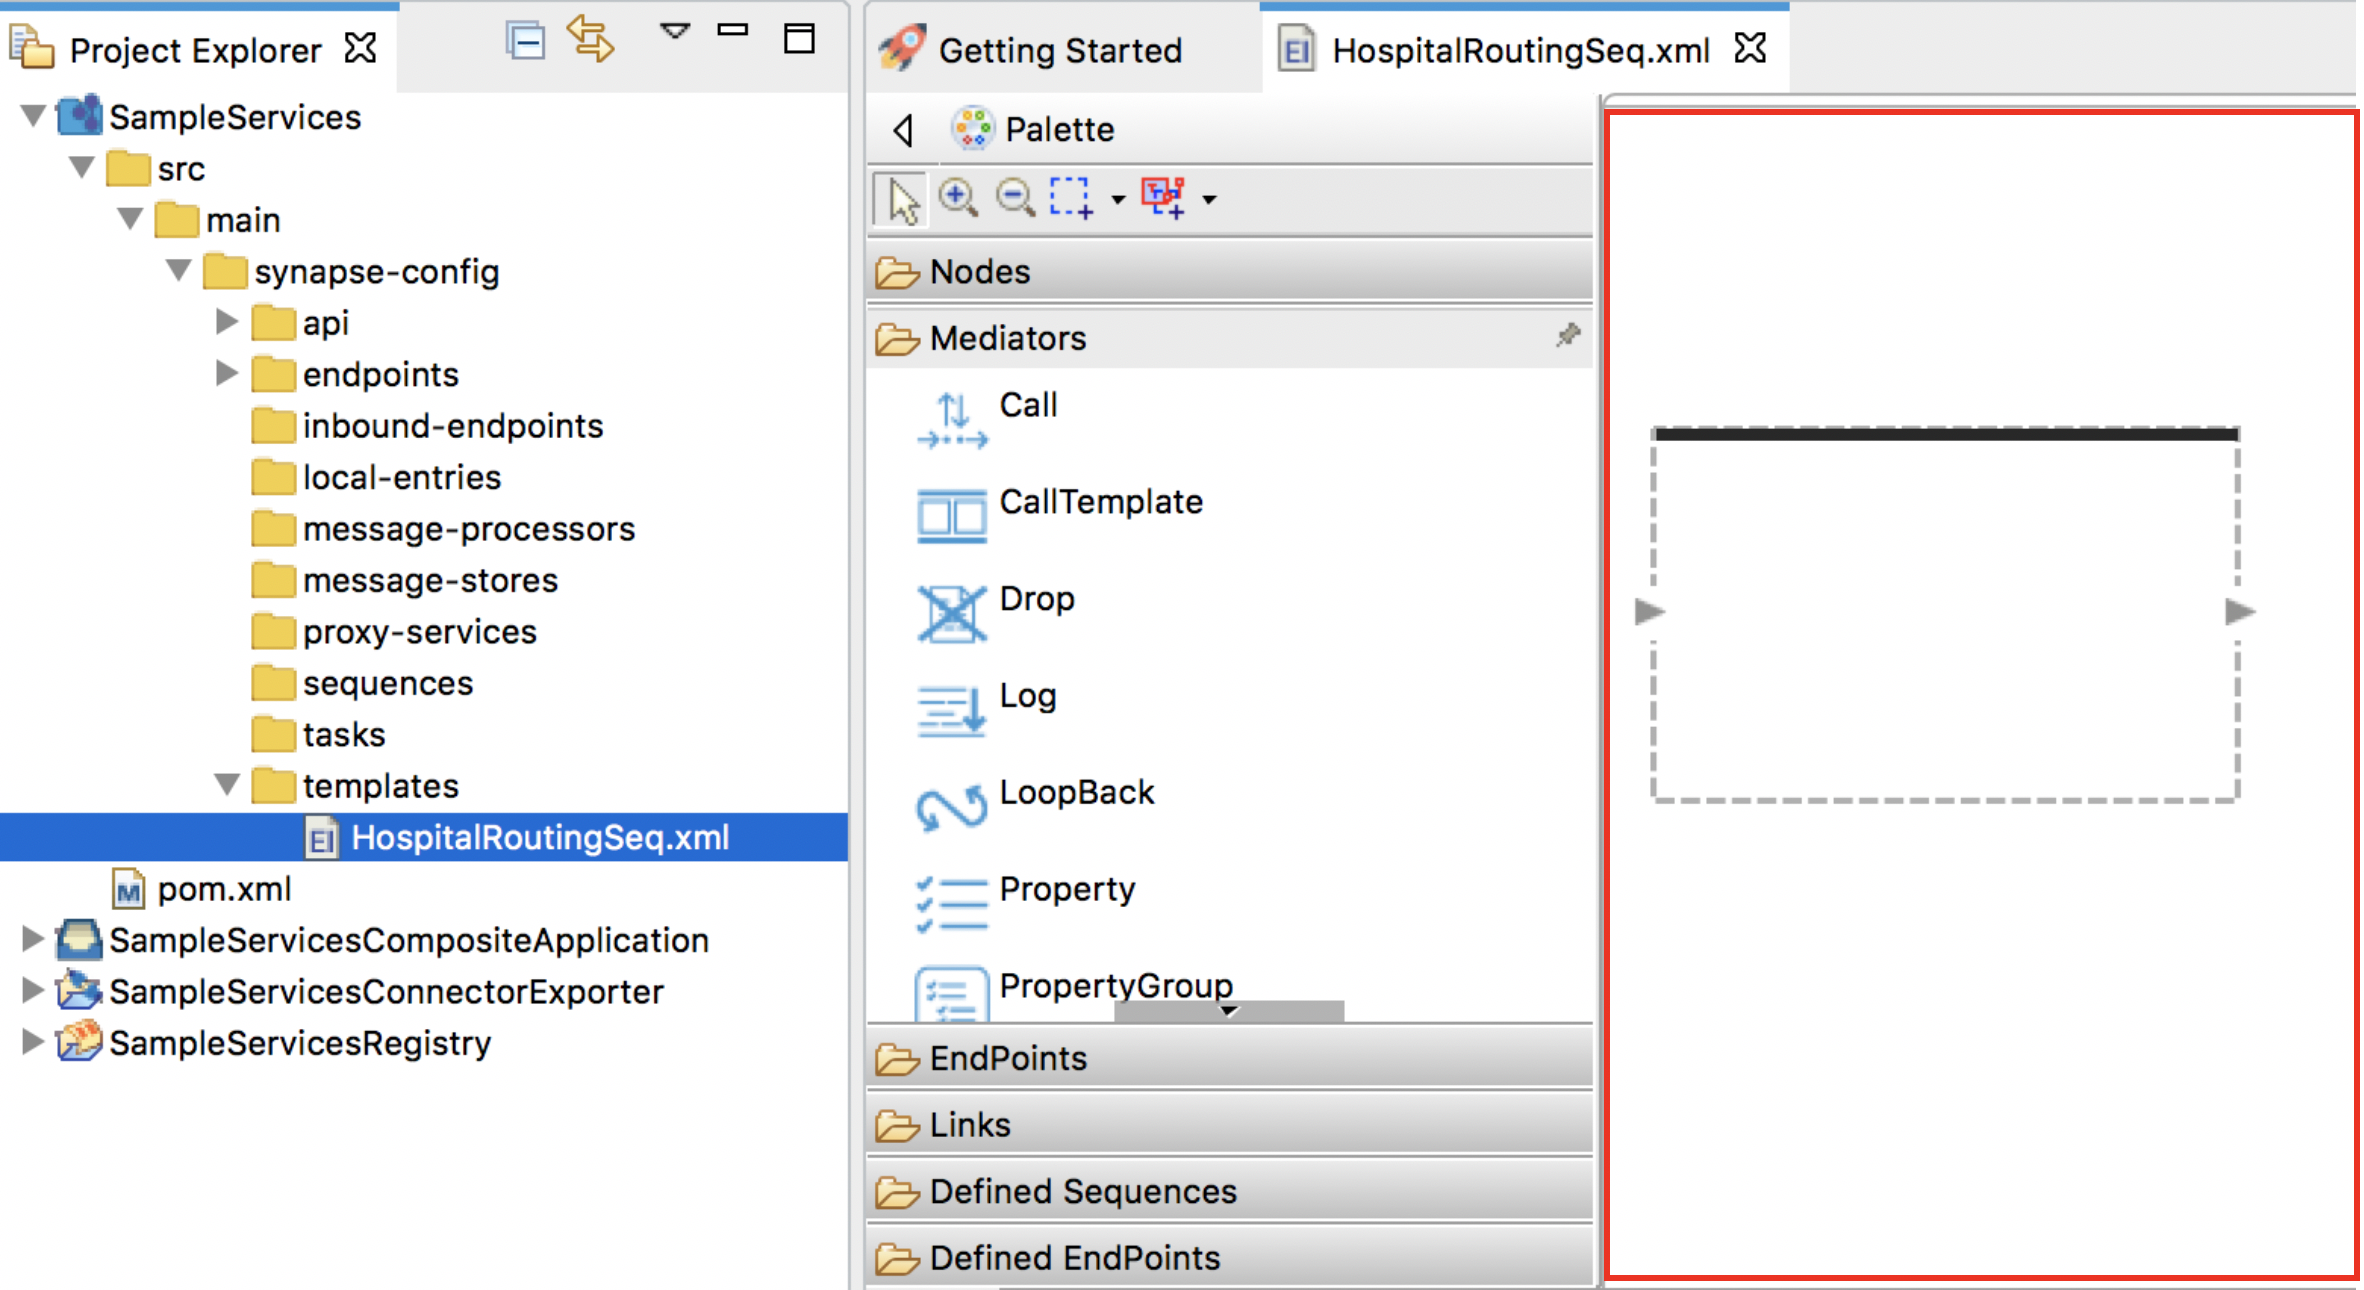 Project Explorer
SampleServices
src
main
synapse-config
api
endpoints
inbound-endpoints
local-entries
message-processors
message-stores
proxy-services
sequences
tasks
templates
HospitalRoutingSeq.xml
pom.xml
SampleServicesCompositeApplication
SampleServicesConnectorExporter
SampleServicesRegistry
Getting Started
HospitalRoutingSeq.xml
Palette
Nodes
Mediators
Call
CallTemplate
Drop
Log
LoopBack
Property
PropertyGroup
EndPoints
Links
Defined Sequences
Defined EndPoints